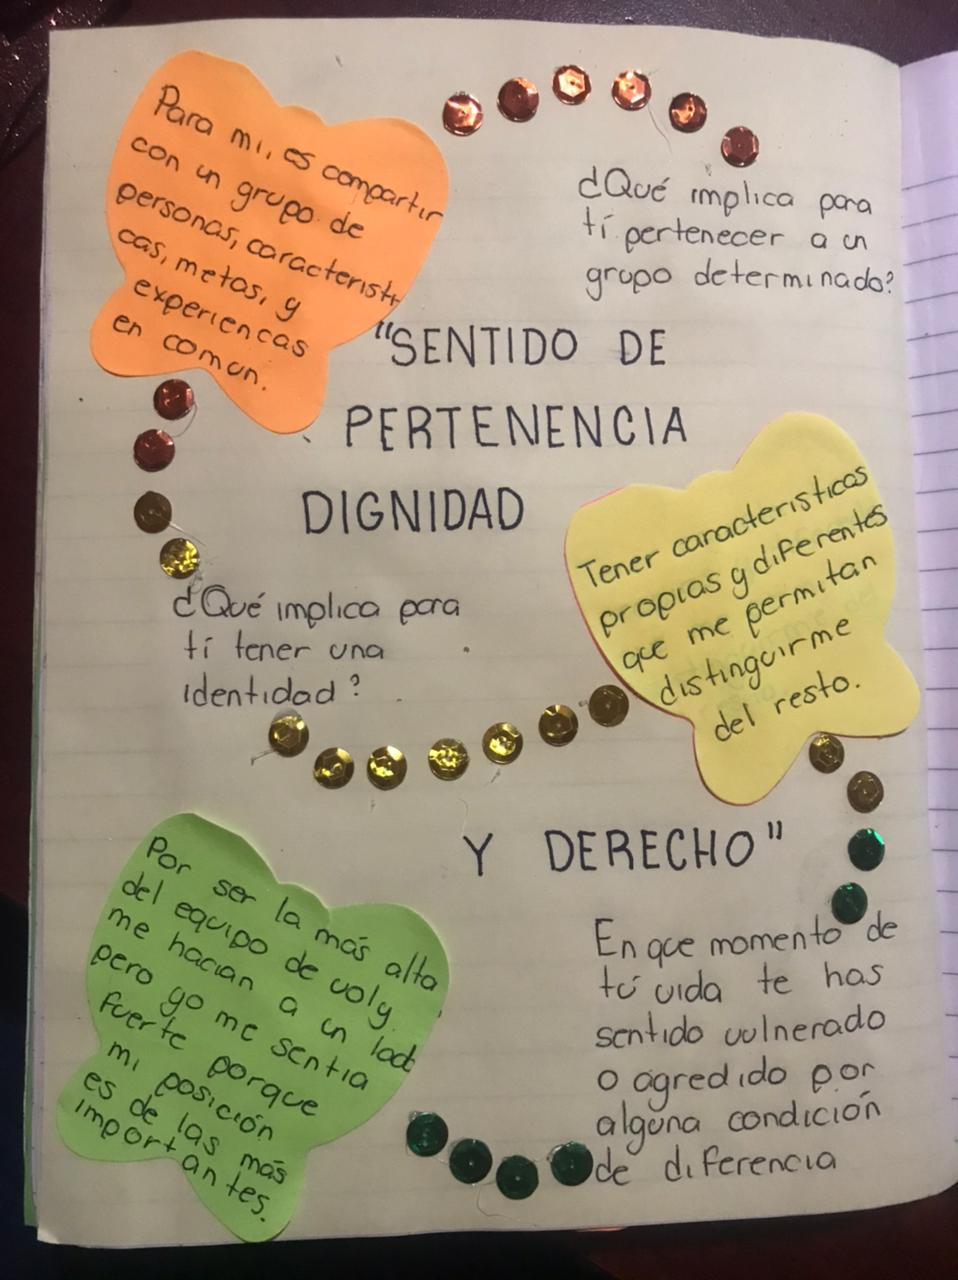 ¿Qué implica para
tí pertenecer a un
grupo determinado?
Para mi, es compartir
con un grupo de
personas, caracteristi
cas, metas, y
experiencas
en comun.
"SENTIDO DE
PERTENENCIA
DIGNIDAD
¿Qué implica para
tí tener una
identidad?
Tener caracteristicas
propias y diferentes
que me permitan
distinguirme
del resto.
Y DERECHO"
En que momento de
tú vida te has
sentido vulnerado
o agredido por
alguna condición
de diferencia
Por ser la más alta
del equipo de voly
me hacían a un lado
pero yo me sentia
fuerte porque
mi posición
es de las más
importantes.